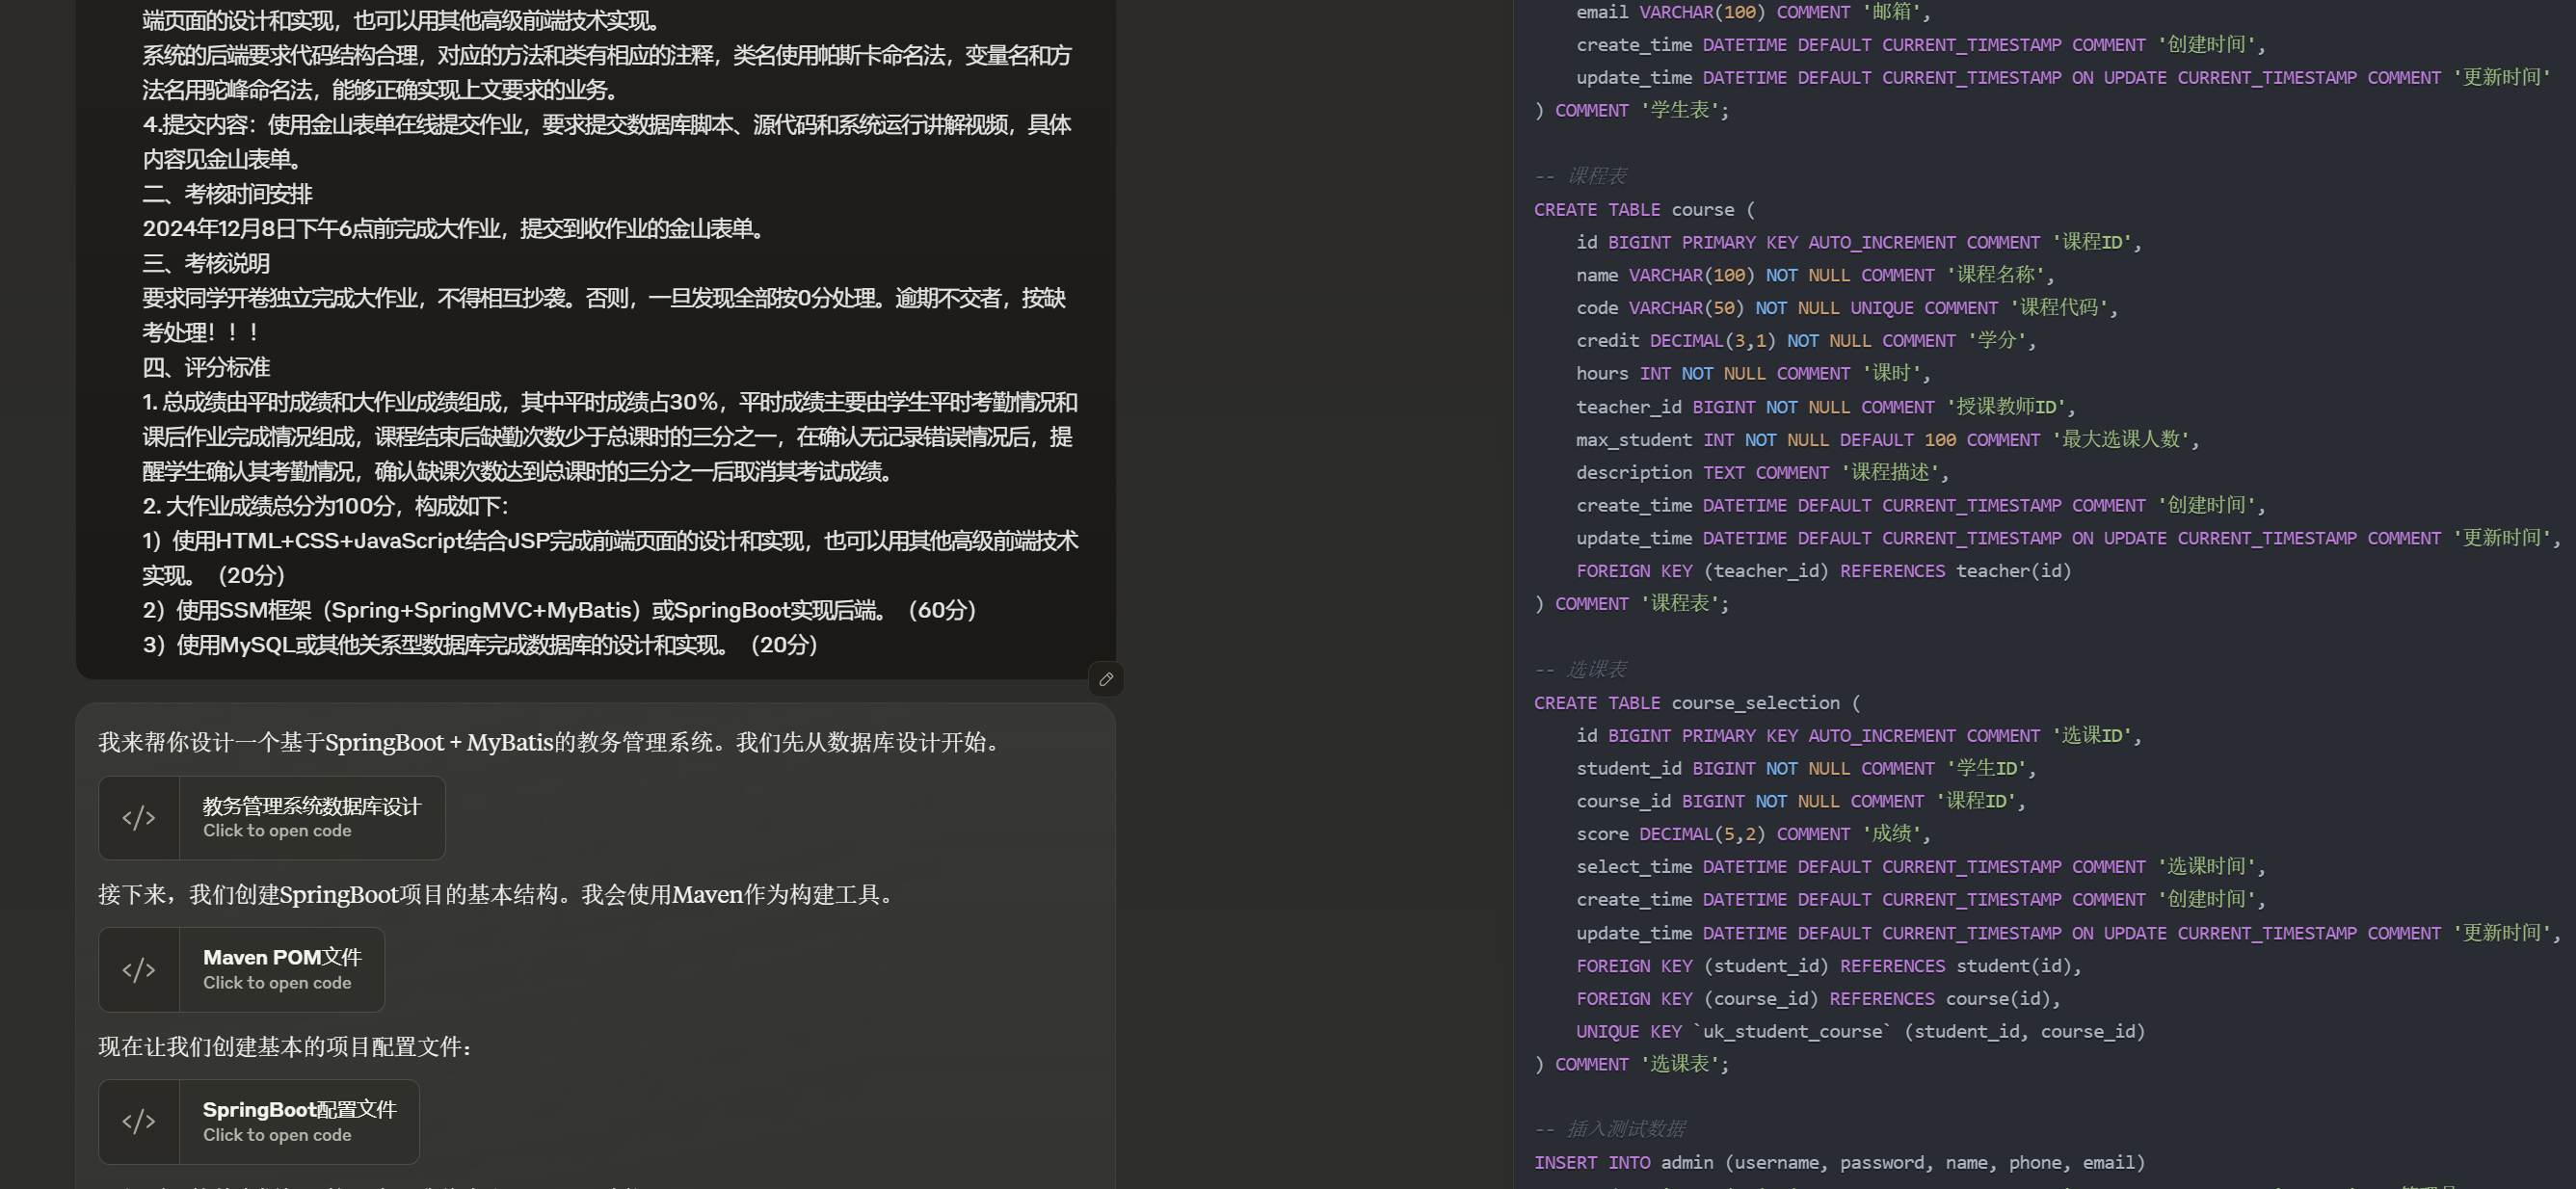 端页面的设计和实现，也可以用其他高级前端技术实现。
系统的后端要求代码结构合理，对应的方法和类有相应的注释，类名使用帕斯卡命名法，变量名和方
法名用驼峰命名法，能够正确实现上文要求的业务。
4.提交内容：使用金山表单在线提交作业，要求提交数据库脚本、源代码和系统运行讲解视频，具体
内容见金山表单。
二、考核时间安排
2024年12月8日下午6点前完成大作业，提交到收作业的金山表单。
三、考核说明
要求同学开卷独立完成大作业，不得相互抄袭。否则，一旦发现全部按0分处理。逾期不交者，按缺
考处理！！！
四、评分标准
1. 总成绩由平时成绩和大作业成绩组成，其中平时成绩占30%，平时成绩主要由学生平时考勤情况和
课后作业完成情况组成，课程结束后缺勤次数少于总课时的三分之一，在确认无记录错误情况后，提
醒学生确认其考勤情况，确认缺课次数达到总课时的三分之一后取消其考试成绩。
2. 大作业成绩总分为100分，构成如下：
1）使用HTML+CSS+JavaScript结合JSP完成前端页面的设计和实现，也可以用其他高级前端技术
实现。（20分）
2）使用SSM框架（Spring+SpringMVC+MyBatis）或SpringBoot实现后端。（60分）
3）使用MySQL或其他关系型数据库完成数据库的设计和实现。（20分）
我来帮你设计一个基于SpringBoot + MyBatis的教务管理系统。我们先从数据库设计开始。
</>
教务管理系统数据库设计
Click to open code
接下来，我们创建SpringBoot项目的基本结构。我会使用Maven作为构建工具。
</>
Maven POM文件
Click to open code
现在让我们创建基本的项目配置文件：
</>
SpringBoot配置文件
Click to open code
email VARCHAR(100) COMMENT '邮箱',
create_time DATETIME DEFAULT CURRENT_TIMESTAMP COMMENT '创建时间',
update_time DATETIME DEFAULT CURRENT_TIMESTAMP ON UPDATE CURRENT_TIMESTAMP COMMENT '更新时间'
) COMMENT '学生表';
-- 课程表
CREATE TABLE course (
id BIGINT PRIMARY KEY AUTO_INCREMENT COMMENT '课程ID',
name VARCHAR(100) NOT NULL COMMENT '课程名称',
code VARCHAR(50) NOT NULL UNIQUE COMMENT '课程代码',
credit DECIMAL(3,1) NOT NULL COMMENT '学分',
hours INT NOT NULL COMMENT '课时',
teacher_id BIGINT NOT NULL COMMENT '授课教师ID',
max_student INT NOT NULL DEFAULT 100 COMMENT '最大选课人数',
description TEXT COMMENT '课程描述',
create_time DATETIME DEFAULT CURRENT_TIMESTAMP COMMENT '创建时间',
update_time DATETIME DEFAULT CURRENT_TIMESTAMP ON UPDATE CURRENT_TIMESTAMP COMMENT '更新时间',
FOREIGN KEY (teacher_id) REFERENCES teacher(id)
) COMMENT '课程表';
-- 选课表
CREATE TABLE course_selection (
id BIGINT PRIMARY KEY AUTO_INCREMENT COMMENT '选课ID',
student_id BIGINT NOT NULL COMMENT '学生ID',
course_id BIGINT NOT NULL COMMENT '课程ID',
score DECIMAL(5,2) COMMENT '成绩',
select_time DATETIME DEFAULT CURRENT_TIMESTAMP COMMENT '选课时间',
create_time DATETIME DEFAULT CURRENT_TIMESTAMP COMMENT '创建时间',
update_time DATETIME DEFAULT CURRENT_TIMESTAMP ON UPDATE CURRENT_TIMESTAMP COMMENT '更新时间',
FOREIGN KEY (student_id) REFERENCES student(id),
FOREIGN KEY (course_id) REFERENCES course(id),
UNIQUE KEY `uk_student_course` (student_id, course_id)
) COMMENT '选课表';
-- 插入测试数据
INSERT INTO admin (username, password, name, phone, email)